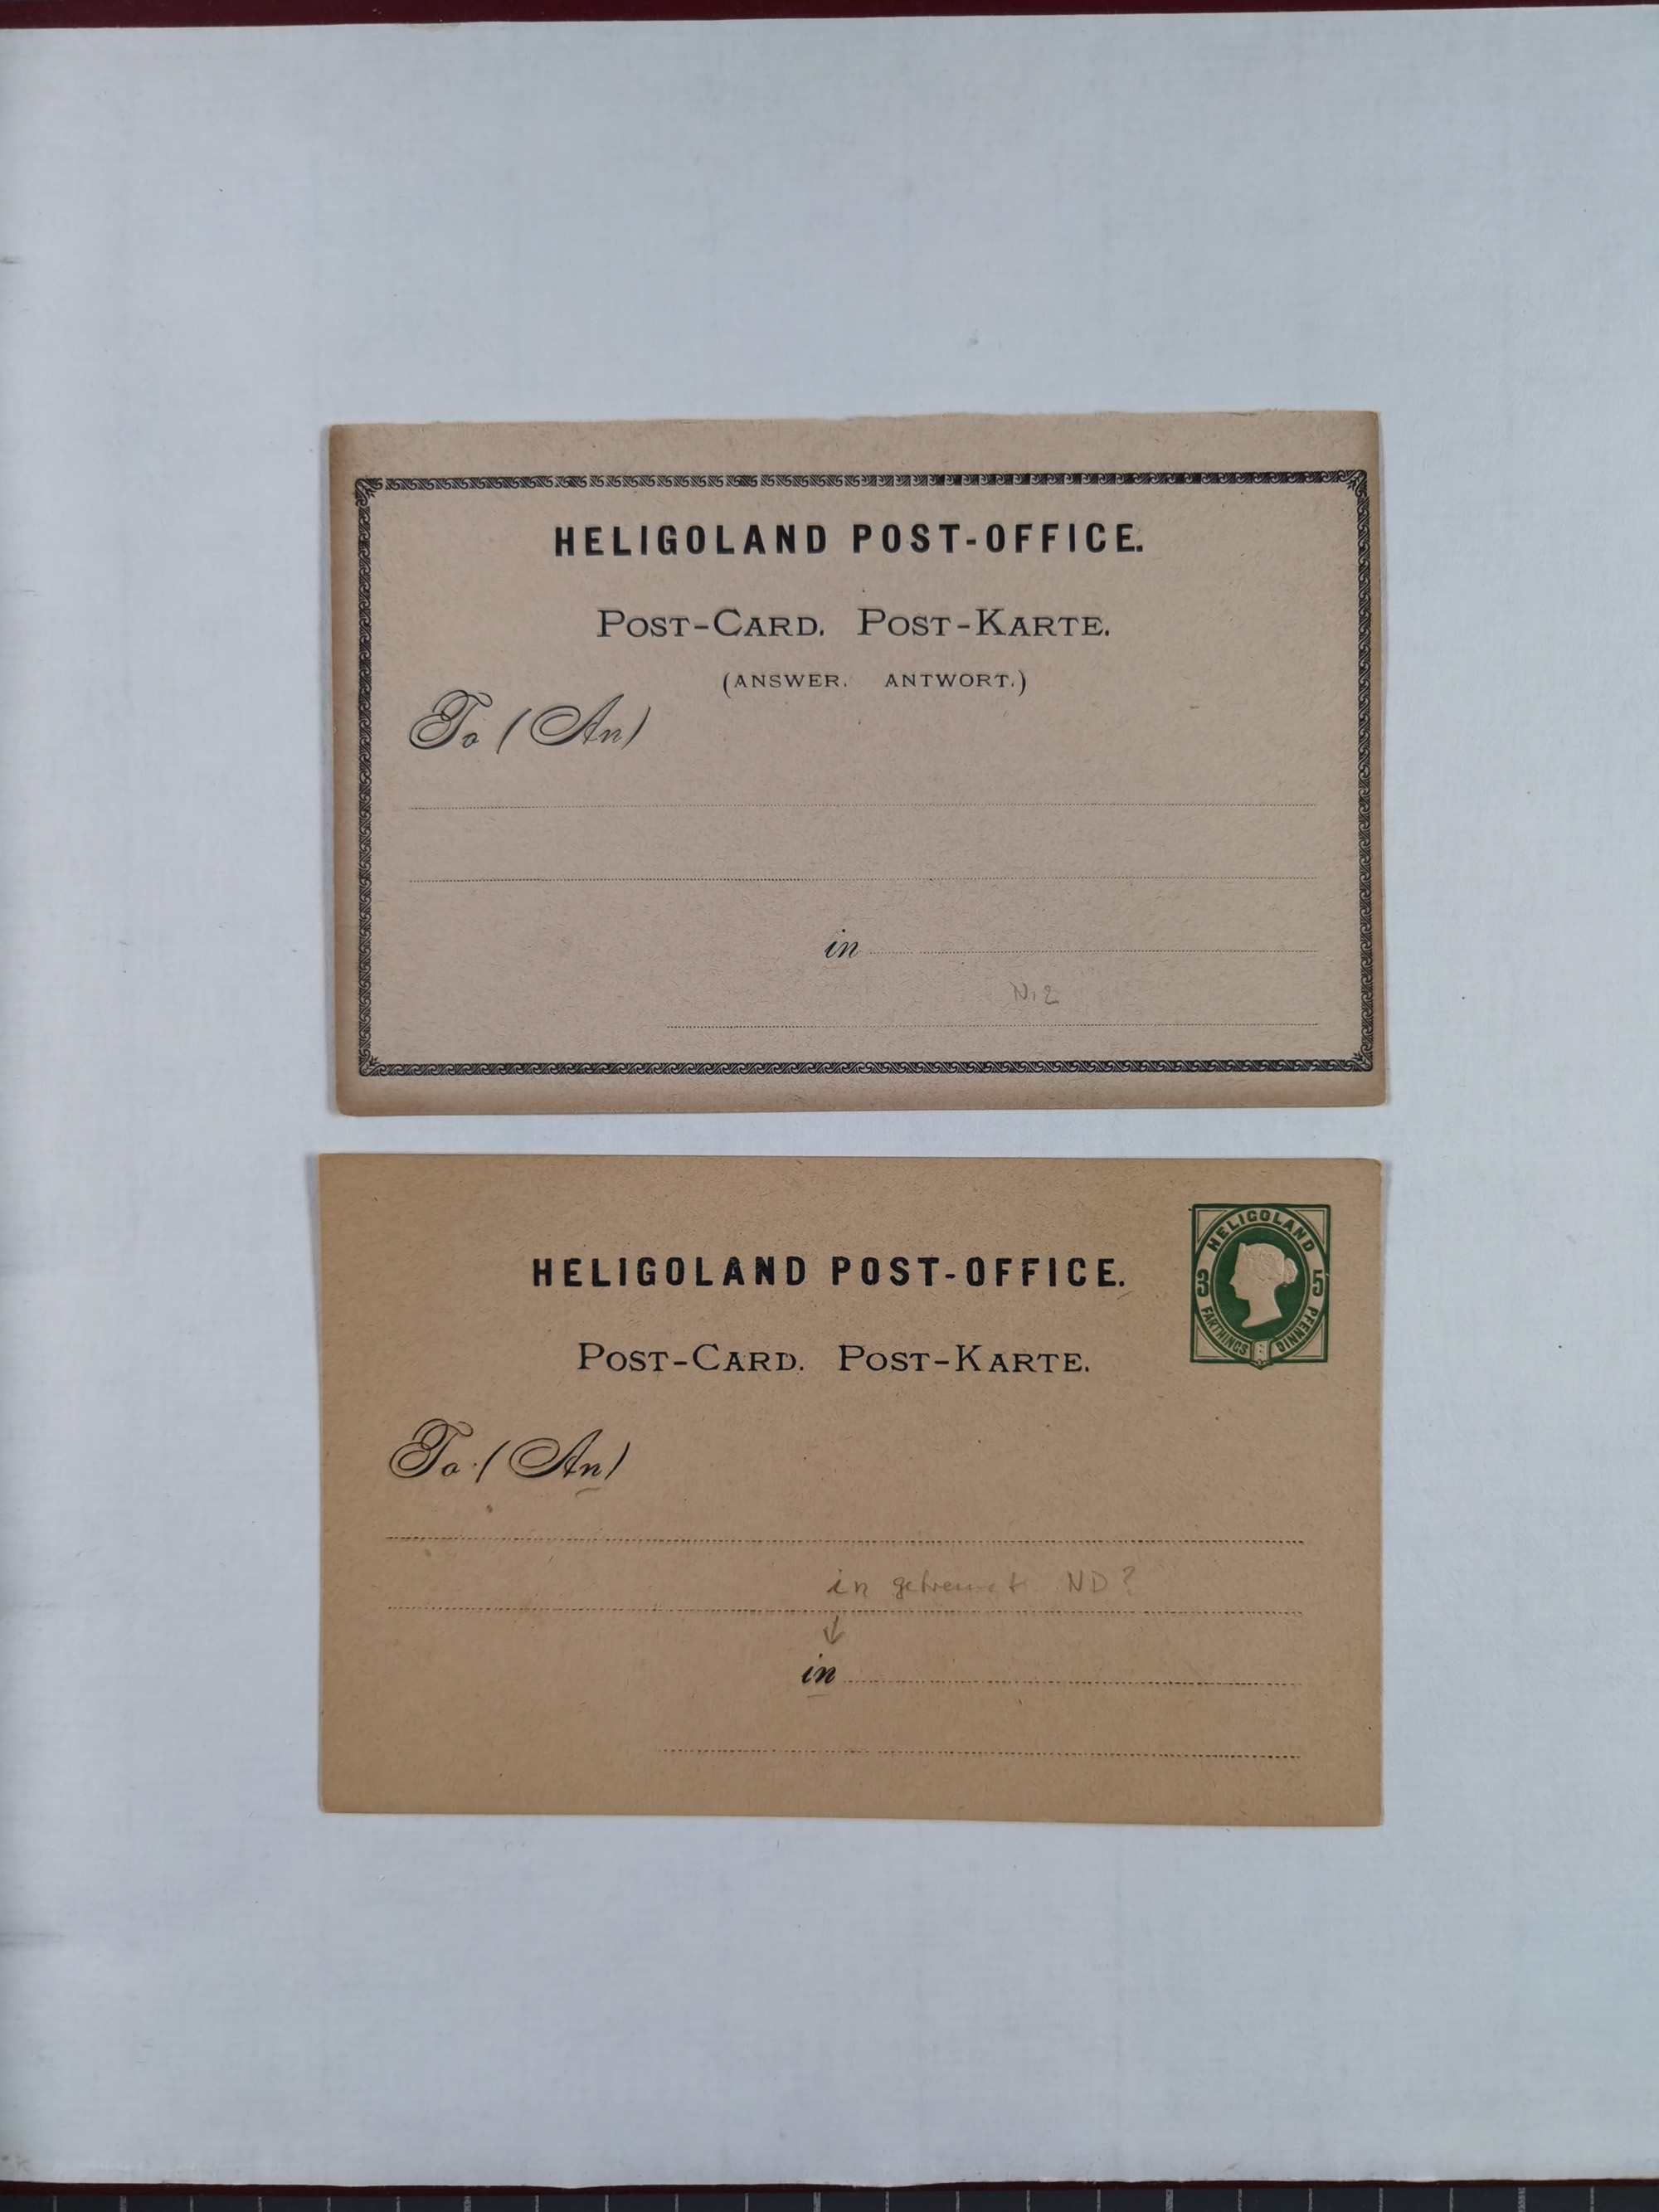 HELIGOLAND POST-OFFICE.
POST-CARD. POST-KARTE.
(ANSWER. ANTWORT.)
To (An)
in
N. 2
HELIGOLAND POST-OFFICE.
HELIGOLAND
3 5
FARTHINGS PFENNIG
POST-CARD. POST-KARTE.
To (An)
in getrennt ND?
in